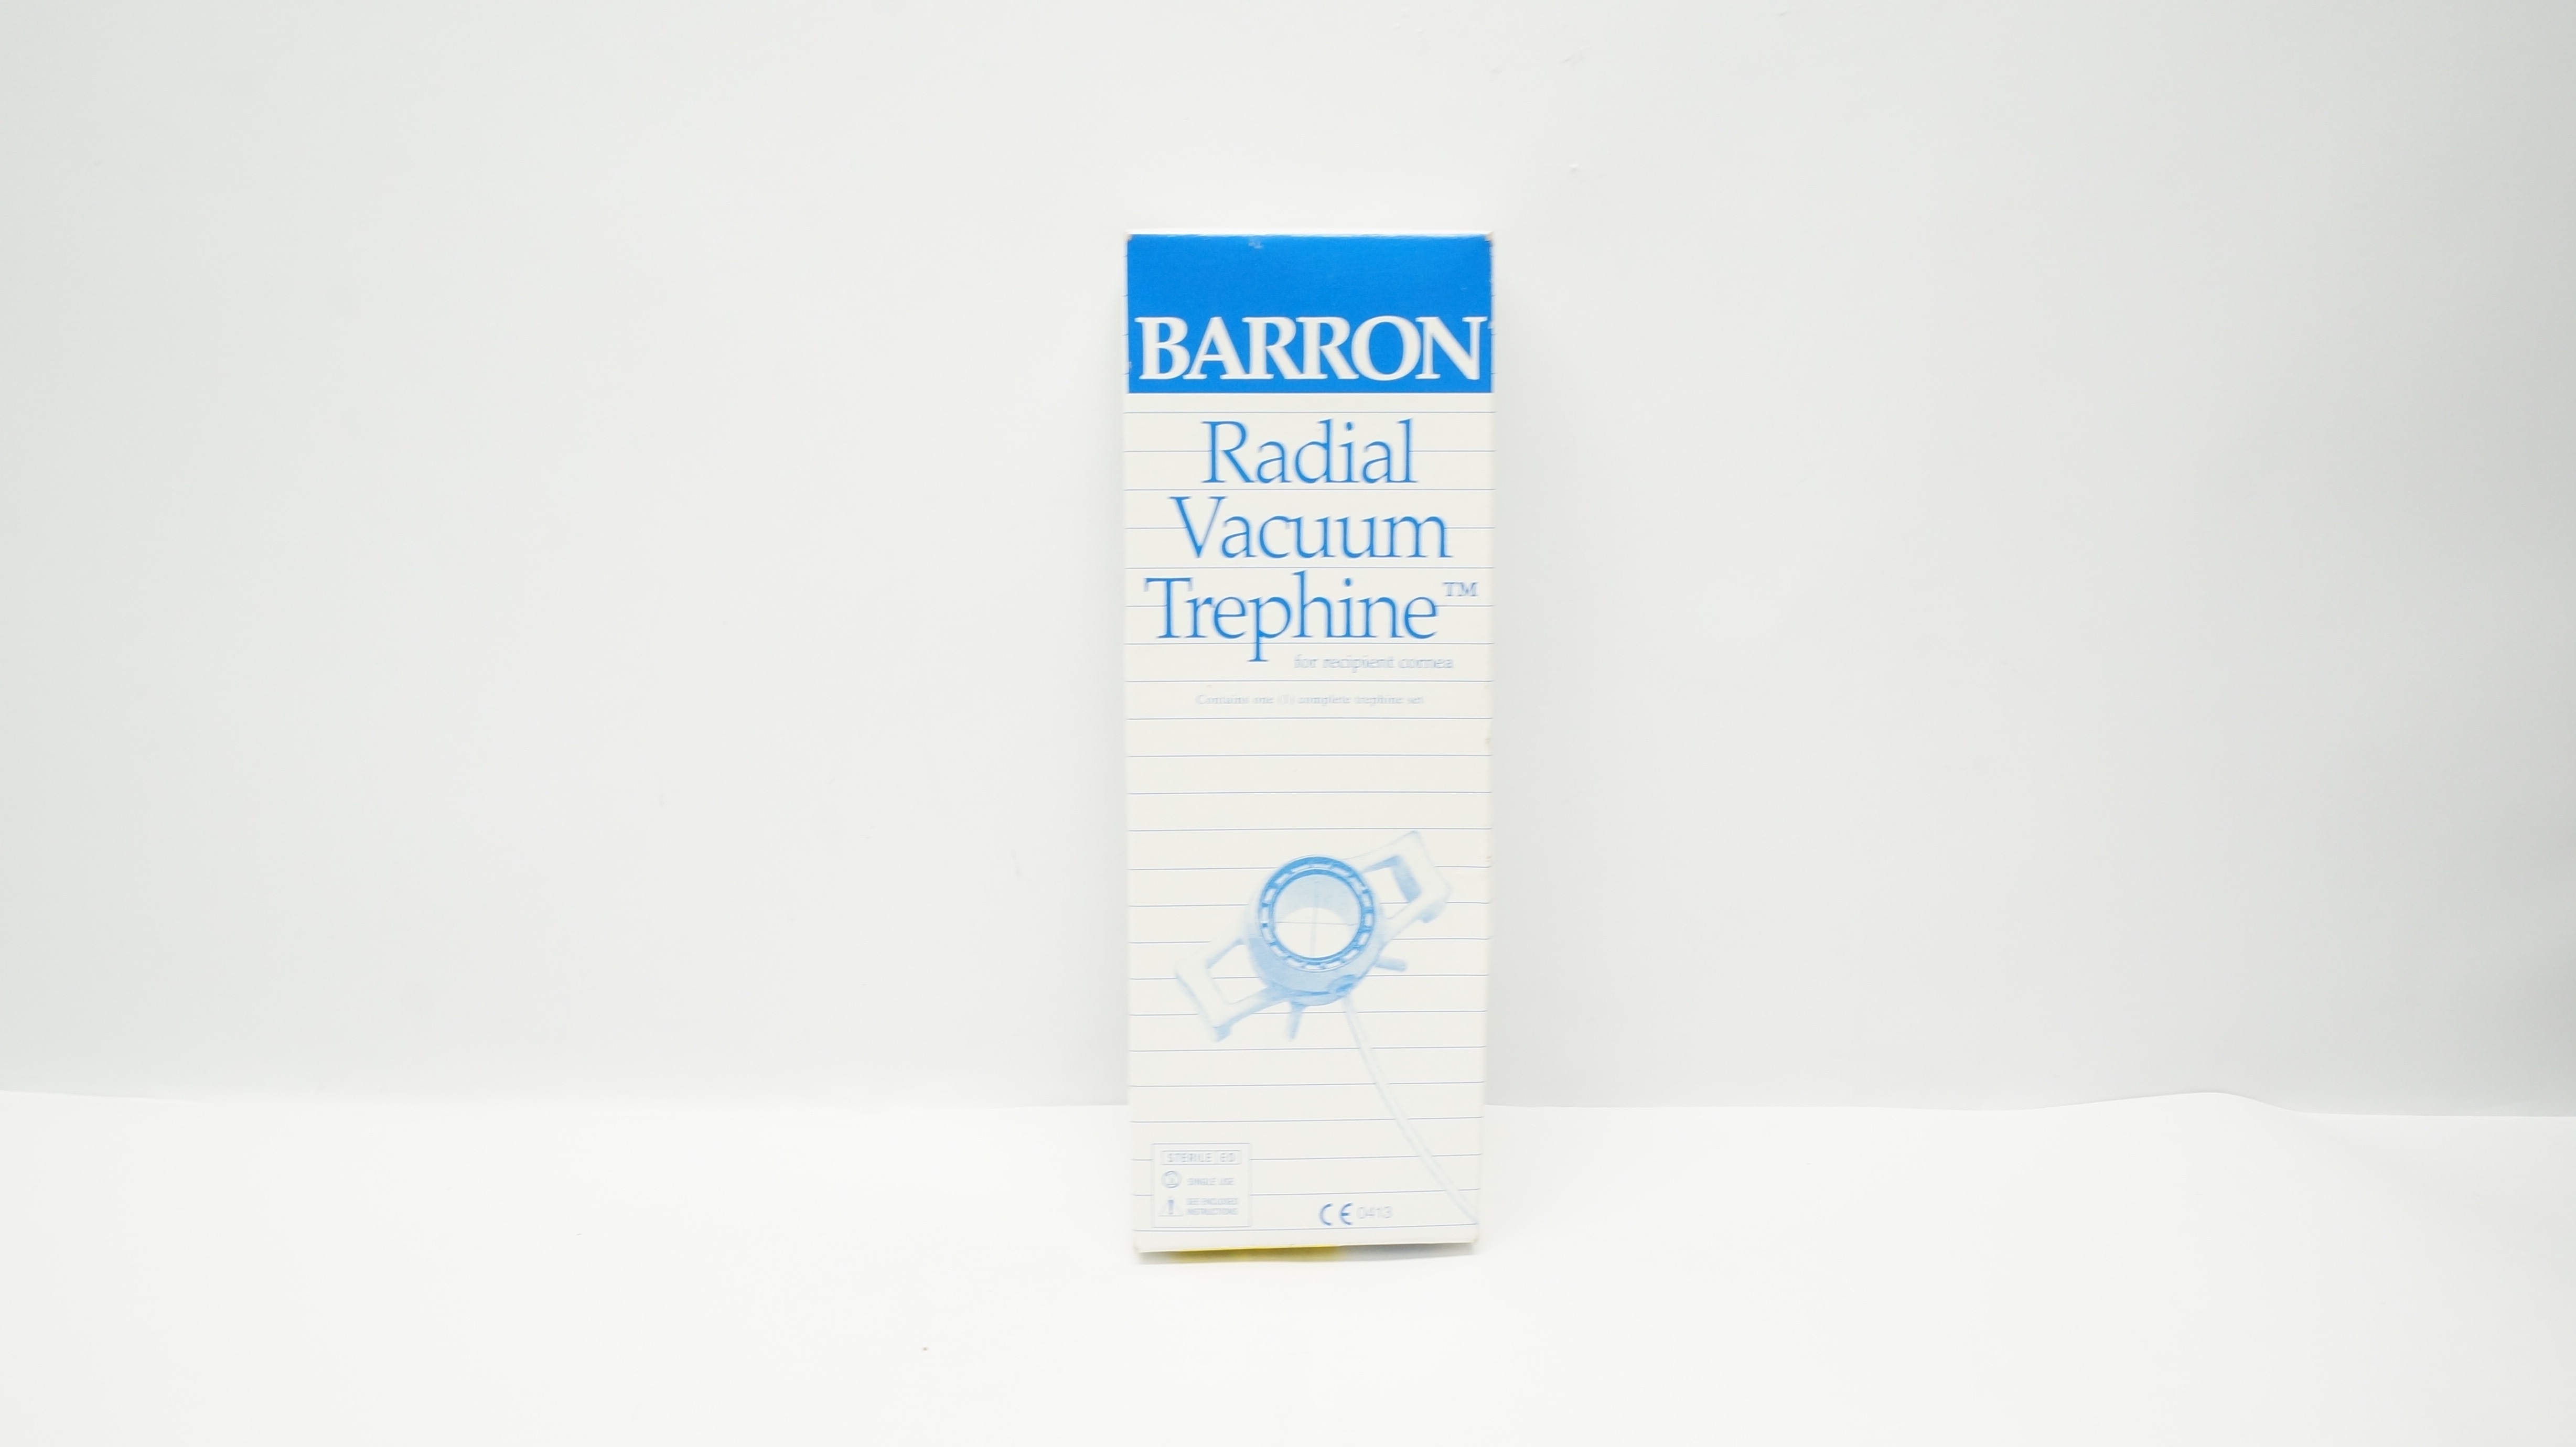 BARRON
Radial
Vacuum
Trephine™
for recipient cornea
Contains one (1) complete trephine set
STERILE EO
SINGLE USE
SEE ENCLOSED
INSTRUCTIONS
CE 0413